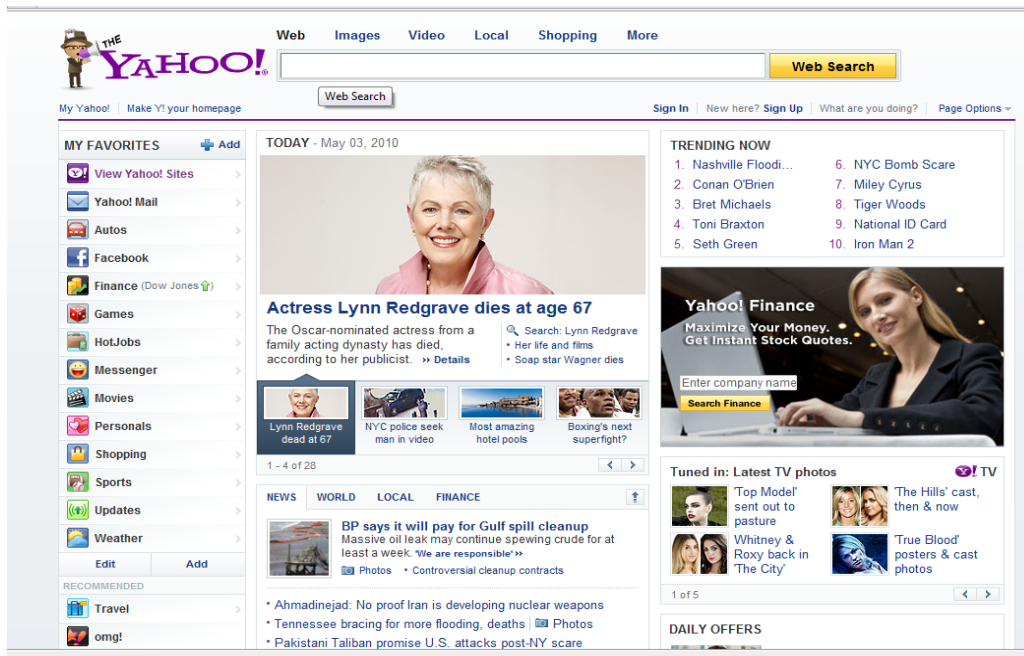 Web Images Video Local Shopping More
THE
YAHOO!
Web Search
Web Search
My Yahoo! Make Y! your homepage
Sign In New here? Sign Up What are you doing? Page Options
MY FAVORITES Add
View Yahoo! Sites
Yahoo! Mail
Autos
Facebook
Finance (Dow Jones)
Games
HotJobs
Messenger
Movies
Personals
Shopping
Sports
Updates
Weather
Edit Add
RECOMMENDED
Travel
omg!
TODAY - May 03, 2010
Actress Lynn Redgrave dies at age 67
The Oscar-nominated actress from a
family acting dynasty has died,
according to her publicist. ›› Details
Search: Lynn Redgrave
• Her life and films
• Soap star Wagner dies
Lynn Redgrave
dead at 67
NYC police seek
man in video
Most amazing
hotel pools
Boxing's next
superfight?
1 - 4 of 28
NEWS WORLD LOCAL FINANCE
BP says it will pay for Gulf spill cleanup
Massive oil leak may continue spewing crude for at
least a week. 'We are responsible' ››
Photos • Controversial cleanup contracts
• Ahmadinejad: No proof Iran is developing nuclear weapons
• Tennessee bracing for more flooding, deaths Photos
• Pakistani Taliban promise U.S. attacks post-NY scare
TRENDING NOW
1. Nashville Floodi...
2. Conan O'Brien
3. Bret Michaels
4. Toni Braxton
5. Seth Green
6. NYC Bomb Scare
7. Miley Cyrus
8. Tiger Woods
9. National ID Card
10. Iron Man 2
Yahoo! Finance
Maximize Your Money.
Get Instant Stock Quotes.
Enter company name
Search Finance
Tuned in: Latest TV photos Y! TV
'Top Model'
sent out to
pasture
'The Hills' cast,
then & now
Whitney &
Roxy back in
'The City'
'True Blood'
posters & cast
photos
1 of 5
DAILY OFFERS